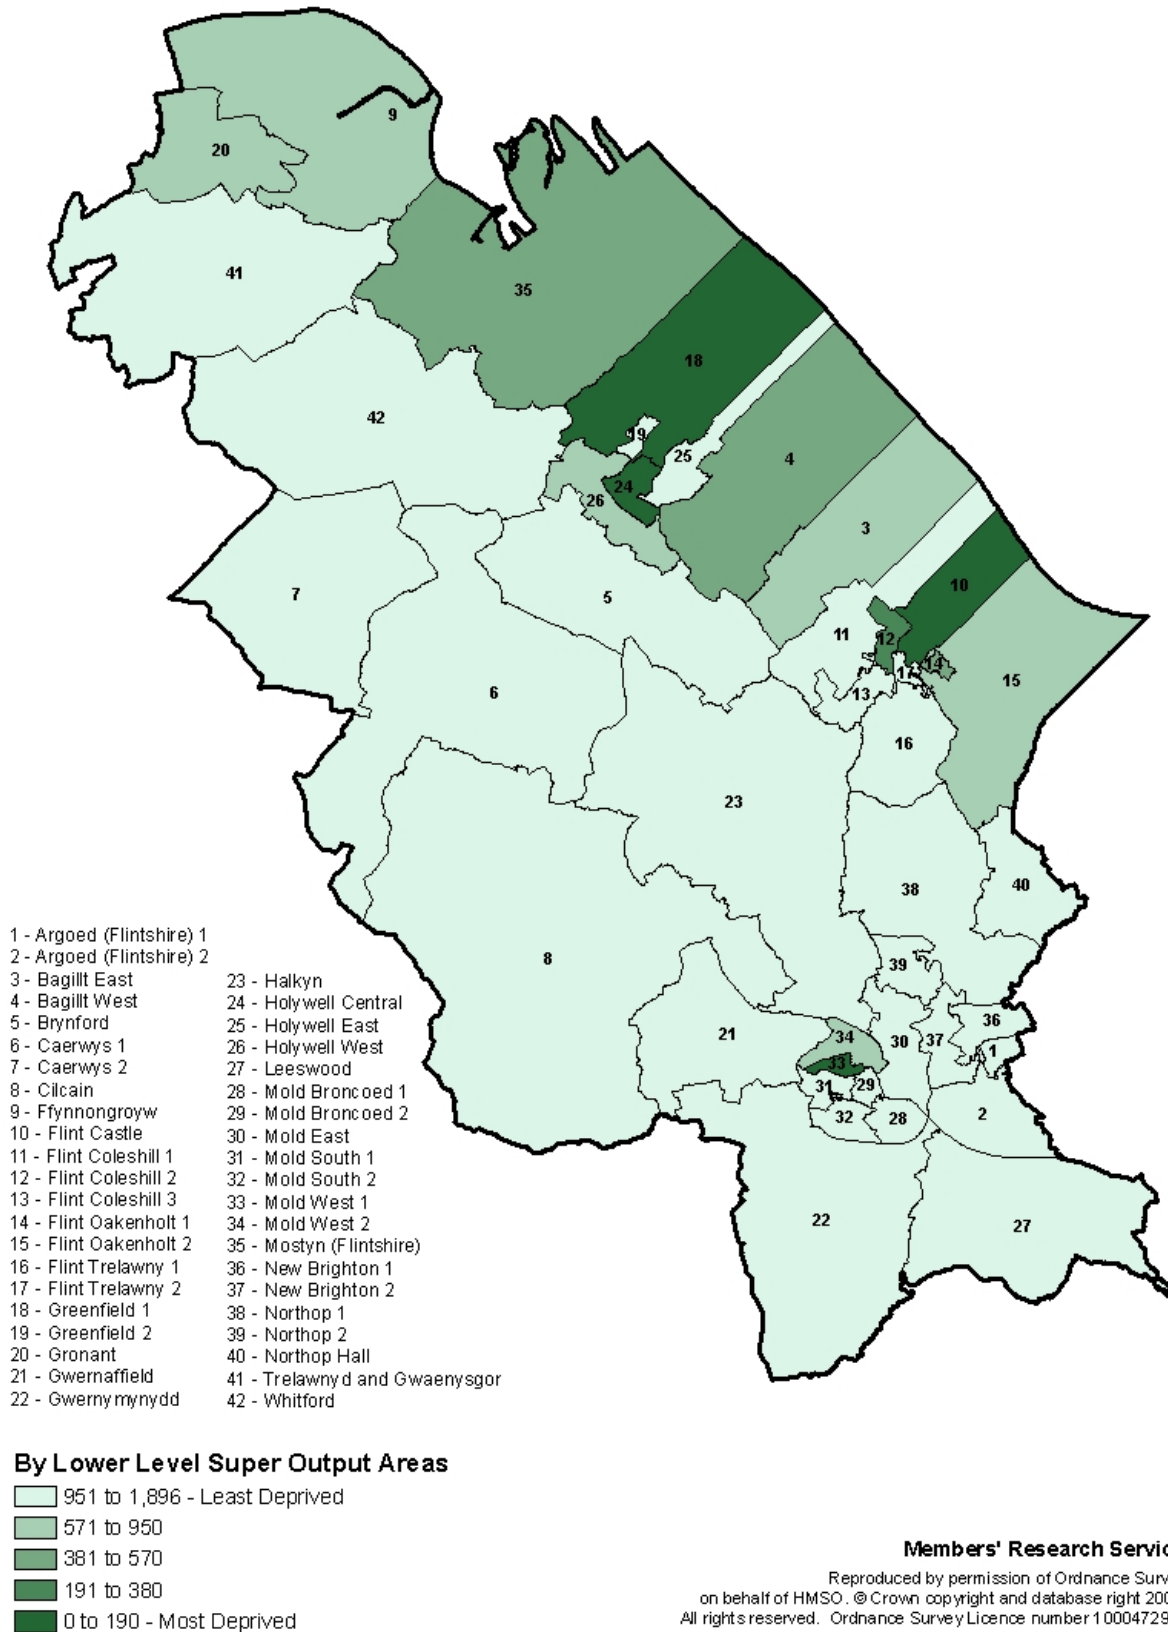 9
20
41
35
18
42
19
25
4
24
26
3
10
7
5
11
12
14
17
15
6
13
16
23
38
40
8
39
36
21
34
30
37
1
33
31
29
2
32
28
22
27
1 - Argoed (Flintshire) 1
2 - Argoed (Flintshire) 2
3 - Bagillt East
4 - Bagillt West
5 - Brynford
6 - Caerwys 1
7 - Caerwys 2
8 - Cilcain
9 - Ffynnongroyw
10 - Flint Castle
11 - Flint Coleshill 1
12 - Flint Coleshill 2
13 - Flint Coleshill 3
14 - Flint Oakenholt 1
15 - Flint Oakenholt 2
16 - Flint Trelawny 1
17 - Flint Trelawny 2
18 - Greenfield 1
19 - Greenfield 2
20 - Gronant
21 - Gwernaffield
22 - Gwernymynydd
23 - Halkyn
24 - Holywell Central
25 - Holywell East
26 - Holywell West
27 - Leeswood
28 - Mold Broncoed 1
29 - Mold Broncoed 2
30 - Mold East
31 - Mold South 1
32 - Mold South 2
33 - Mold West 1
34 - Mold West 2
35 - Mostyn (Flintshire)
36 - New Brighton 1
37 - New Brighton 2
38 - Northop 1
39 - Northop 2
40 - Northop Hall
41 - Trelawnyd and Gwaenysgor
42 - Whitford
By Lower Level Super Output Areas
951 to 1,896 - Least Deprived
571 to 950
381 to 570
191 to 380
0 to 190 - Most Deprived
Members' Research Servic
Reproduced by permission of Ordnance Surv
on behalf of HMSO. © Crown copyright and database right 200
All rights reserved. Ordnance Survey Licence number 10004729